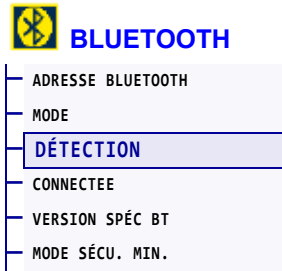 BLUETOOTH
ADRESSE BLUETOOTH
MODE
DÉTECTION
CONNECTEE
VERSION SPÉC BT
MODE SÉCU. MIN.